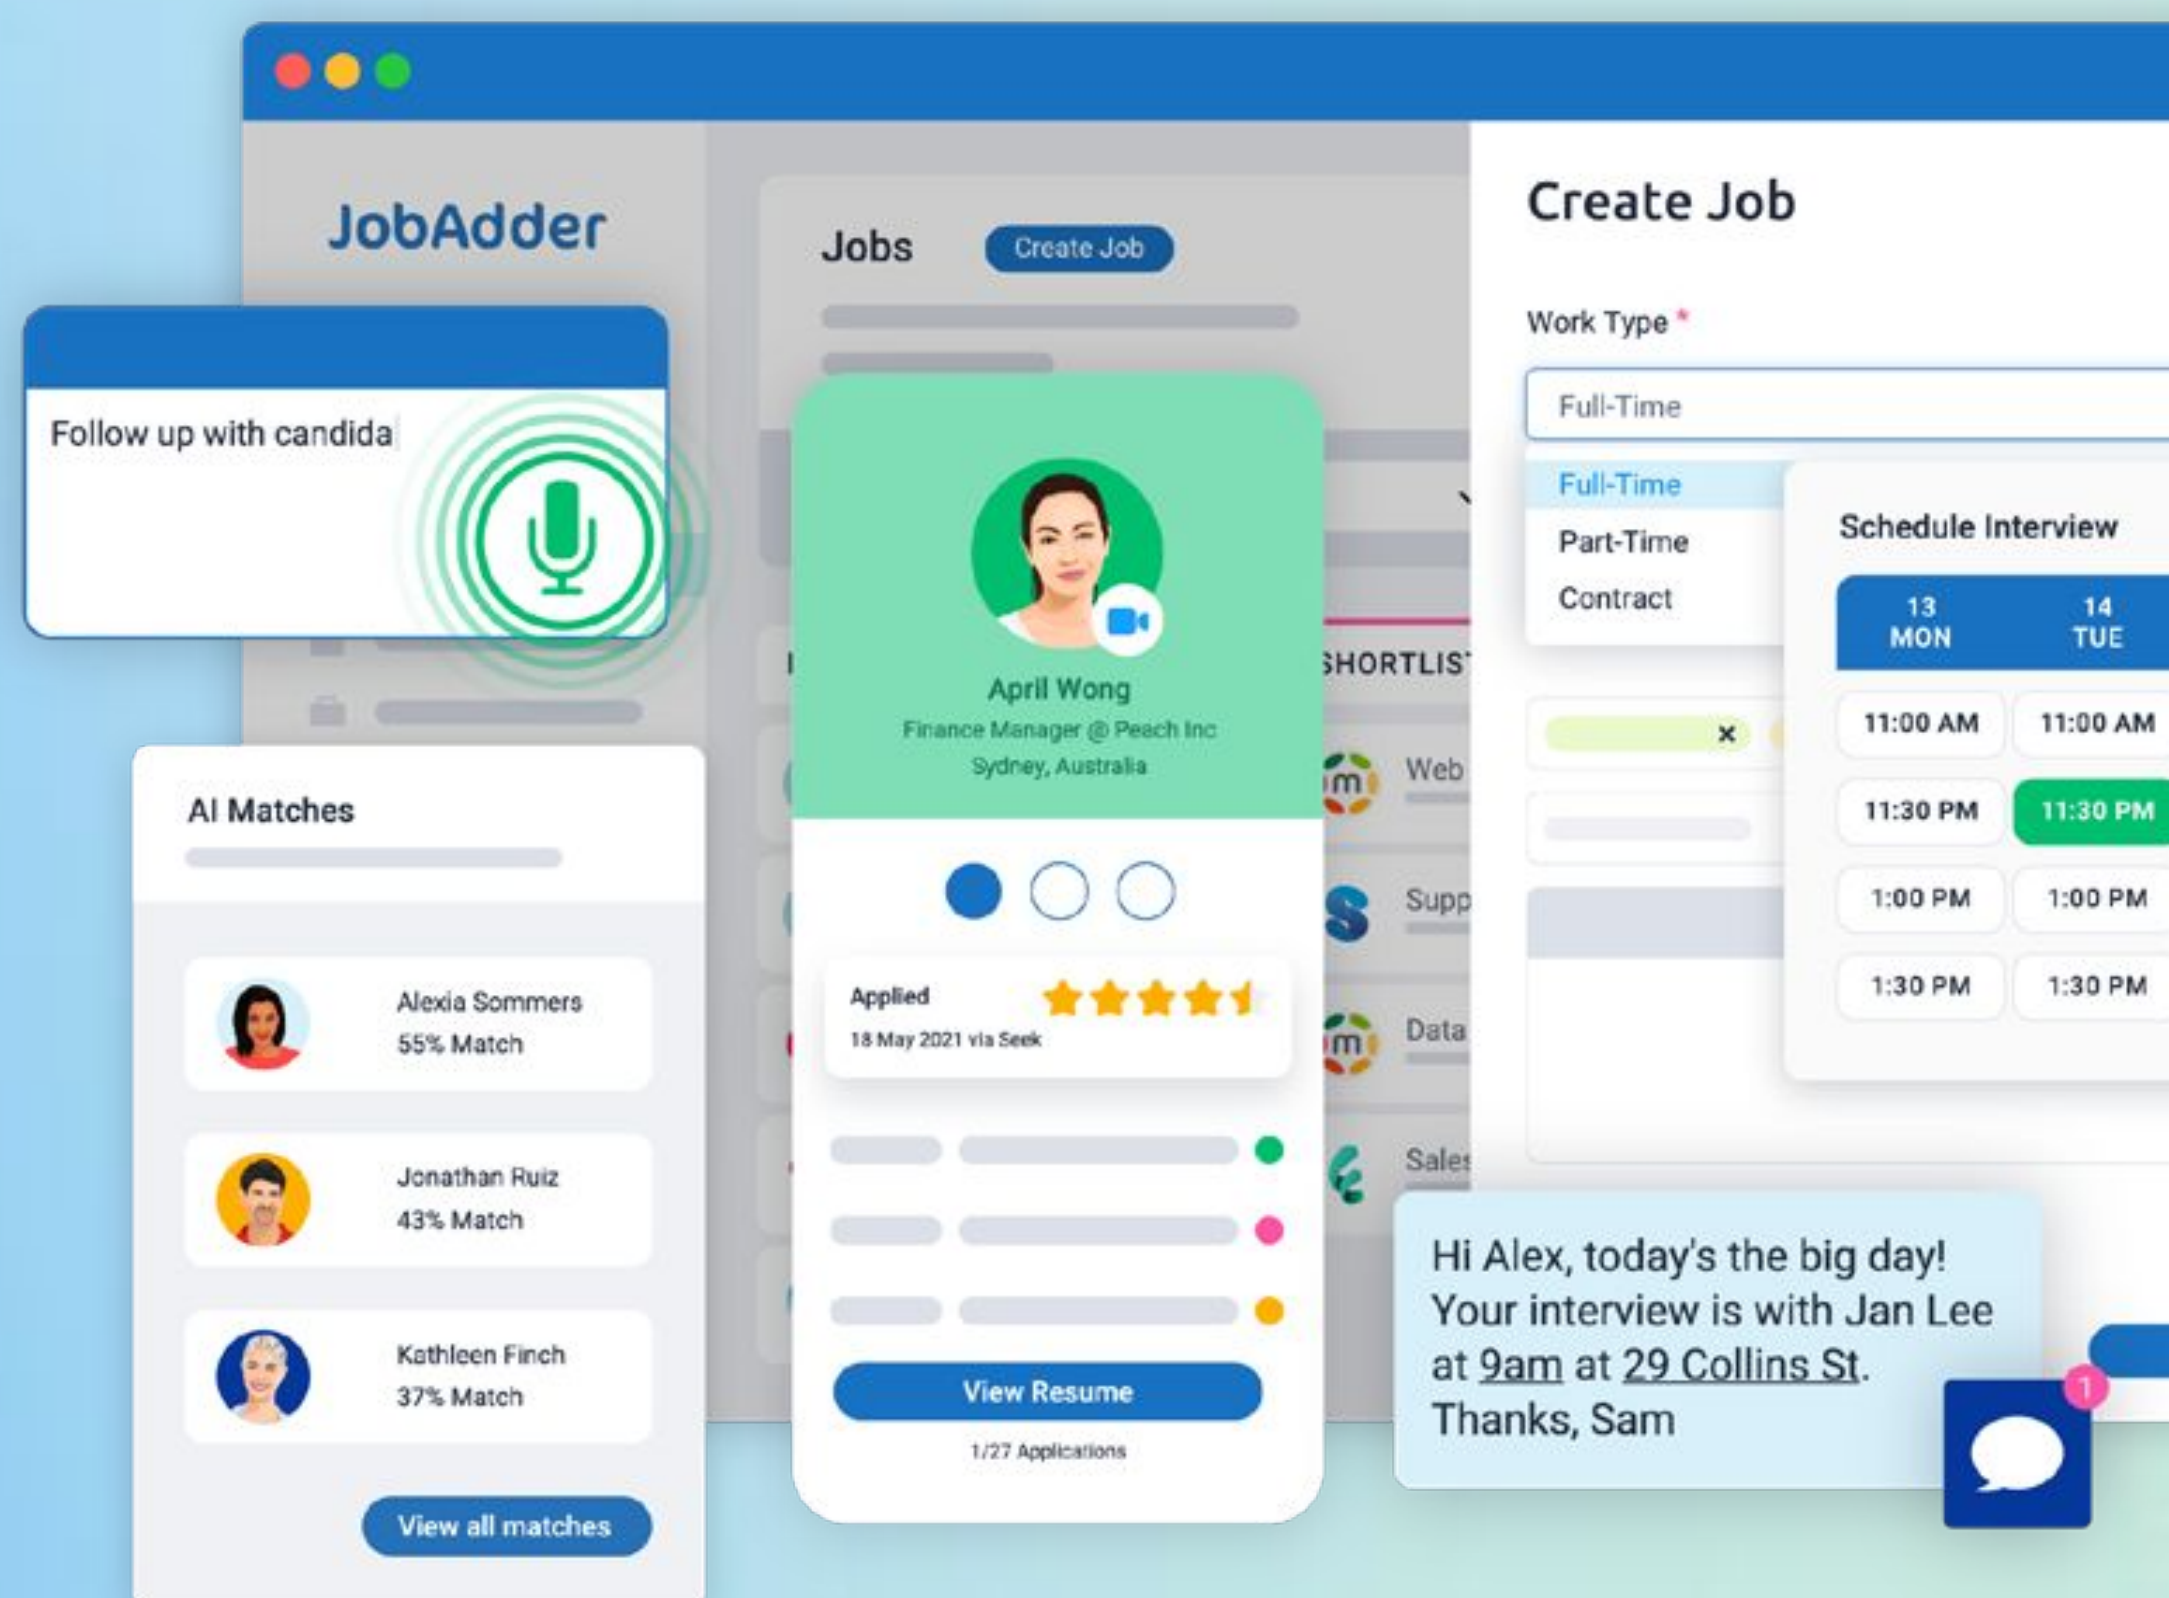 JobAdder
Jobs
Create Job
Create Job
Work Type *
Full-Time
Full-Time
Part-Time
Contract
Follow up with candida
Schedule Interview
13
MON
14
TUE
11:00 AM
11:00 AM
11:30 PM
11:30 PM
1:00 PM
1:00 PM
1:30 PM
1:30 PM
April Wong
Finance Manager @ Peach Inc
Sydney, Australia
Applied
18 May 2021 via Seek
View Resume
1/27 Applications
Web
m
Supp
Data
m
Sales
AI Matches
Alexia Sommers
55% Match
Jonathan Ruiz
43% Match
Kathleen Finch
37% Match
View all matches
Hi Alex, today's the big day!
Your interview is with Jan Lee
at 9am at 29 Collins St.
Thanks, Sam
1